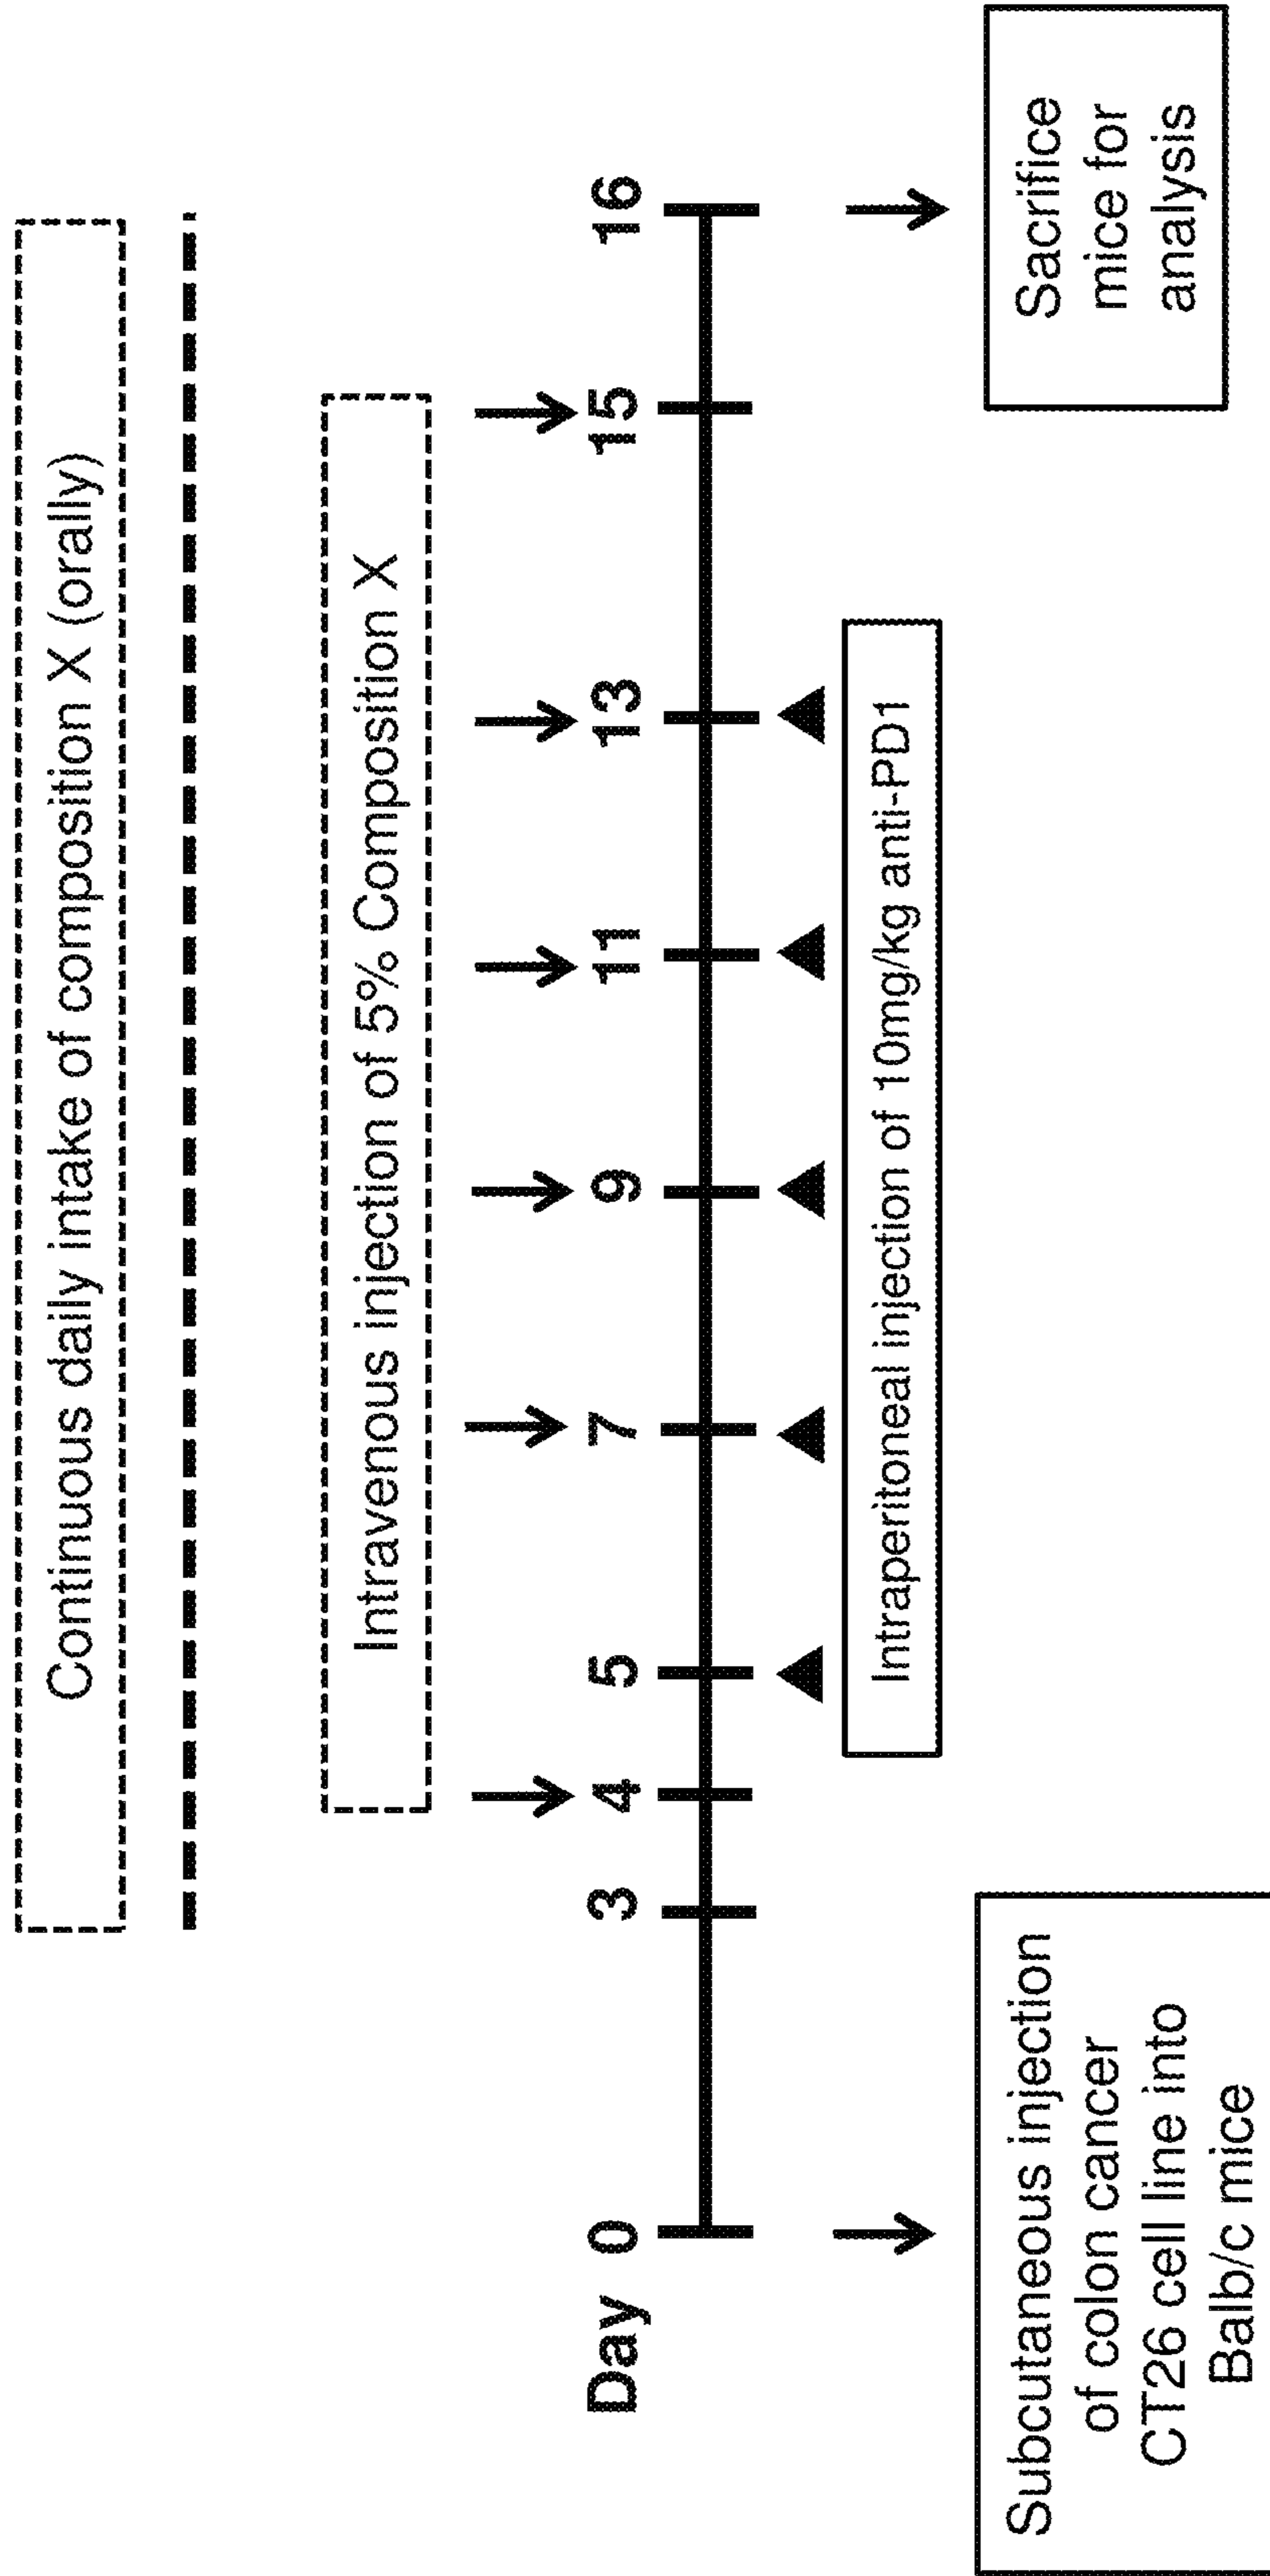 Continuous daily intake of composition X (orally)
Intravenous injection of 5% Composition X
Day 0 3 4 5 7 9 11 13 15 16
Intraperitoneal injection of 10mg/kg anti-PD1
Subcutaneous injection
of colon cancer
CT26 cell line into
Balb/c mice
Sacrifice
mice for
analysis